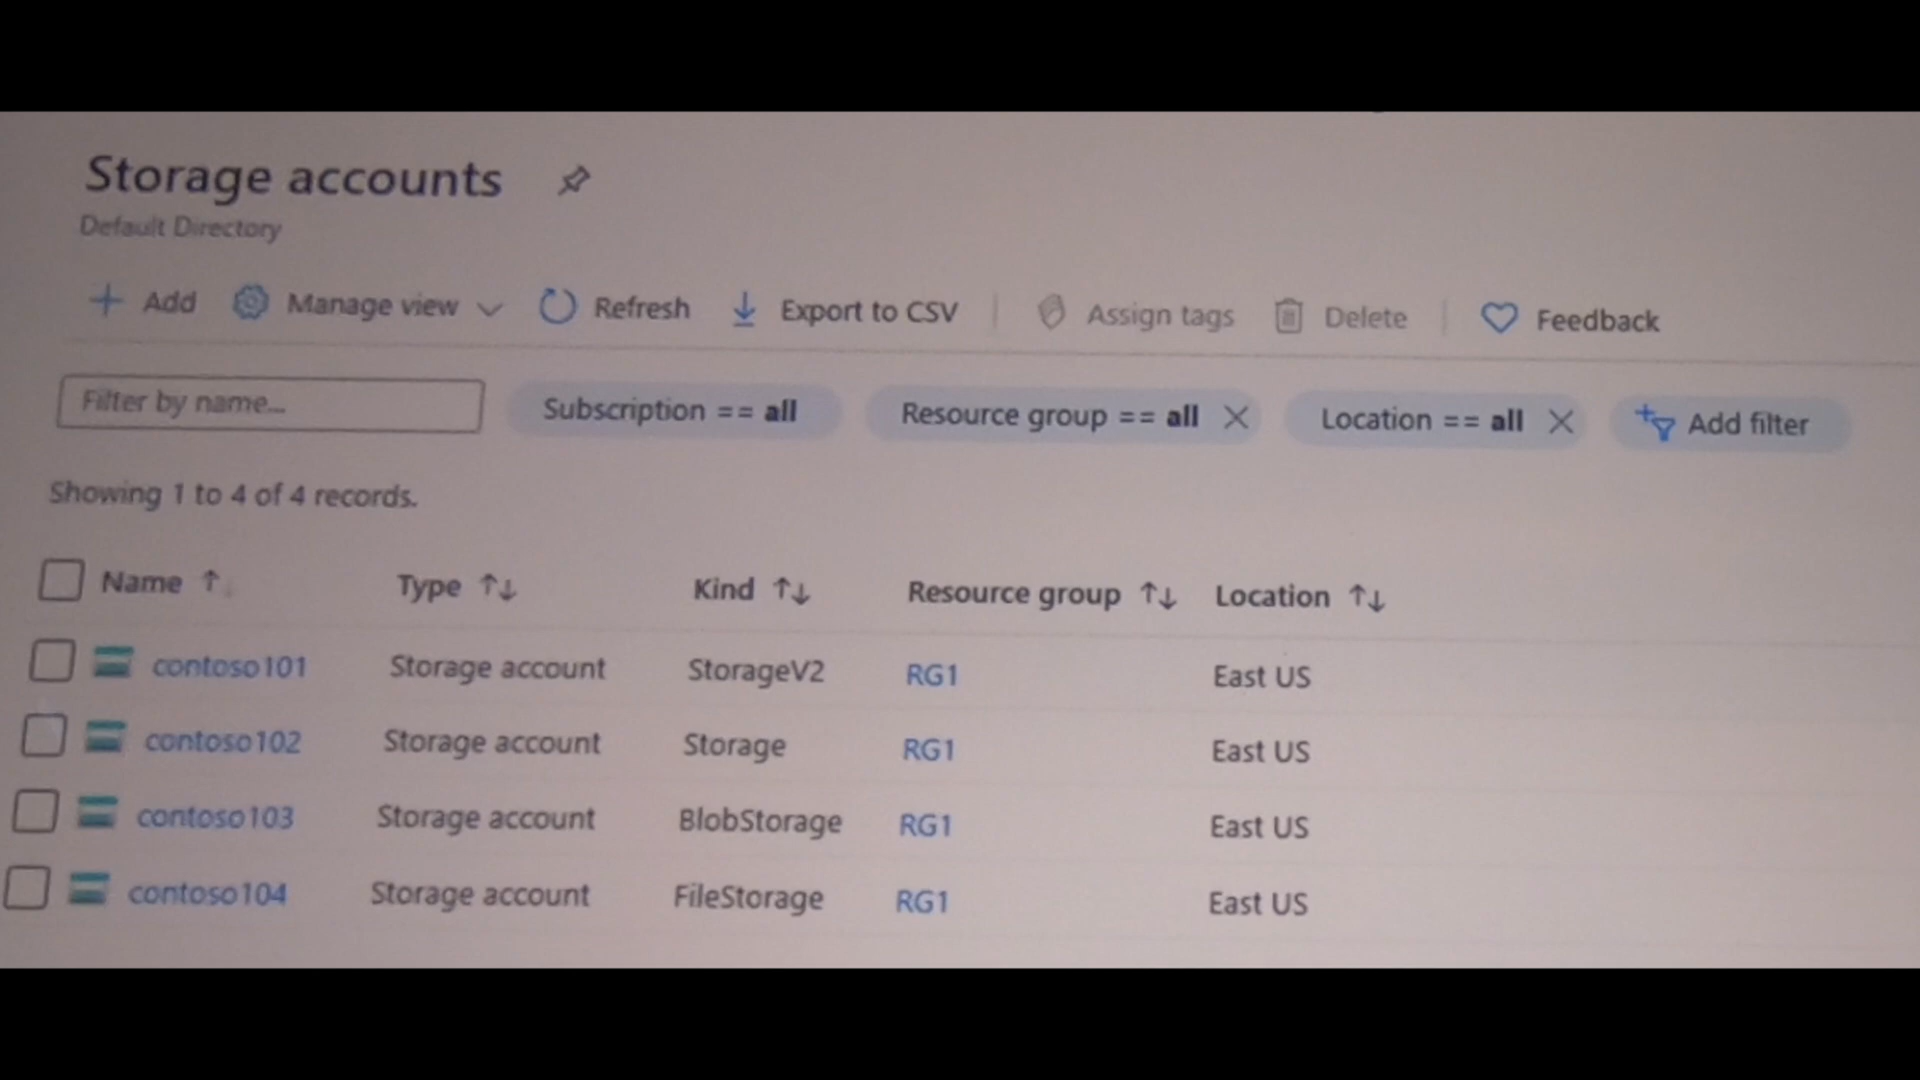 Storage accounts
Default Directory
Add Manage view Refresh Export to CSV Assign tags Delete Feedback
Filter by name... Subscription == all Resource group == all Location == all Add filter
Showing 1 to 4 of 4 records.
Name Type Kind Resource group Location
contoso101 Storage account StorageV2 RG1 East US
contoso102 Storage account Storage RG1 East US
contoso103 Storage account BlobStorage RG1 East US
contoso104 Storage account FileStorage RG1 East US